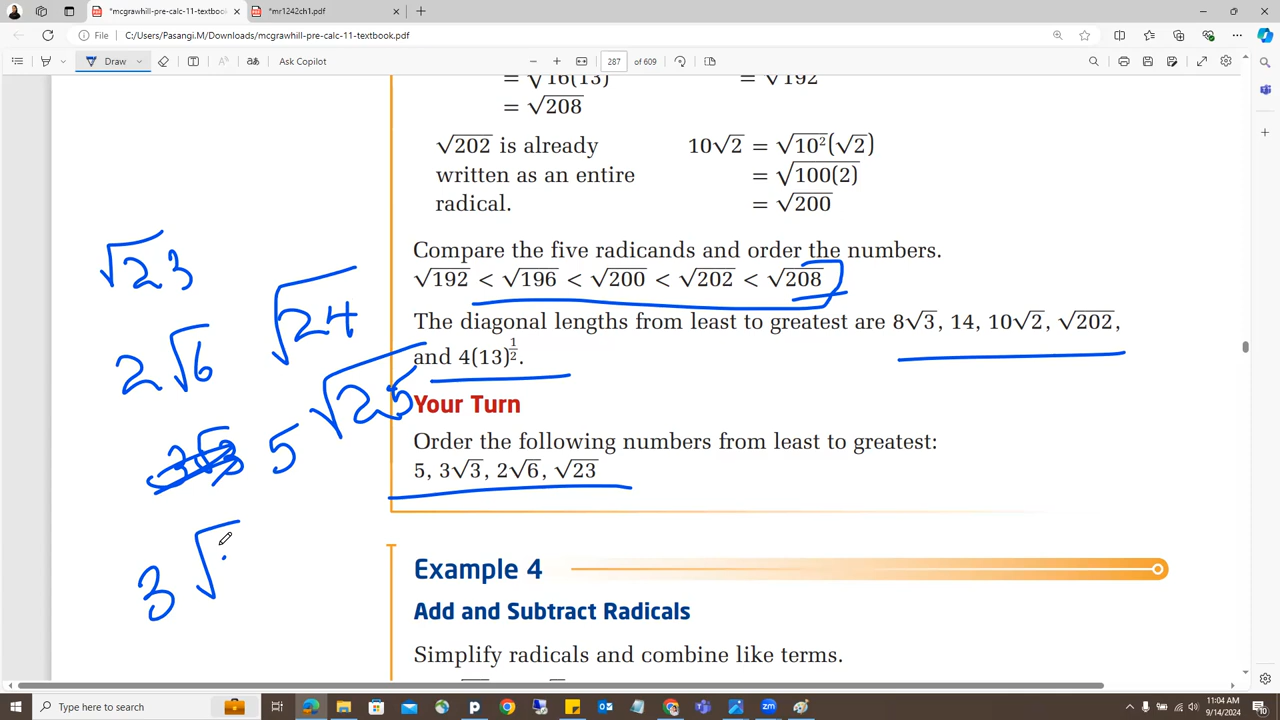 *mcgrawhill-pre-calc-11-textbook
*mr1242ch1.pdf
File C:/Users/Pasangi.M/Downloads/mcgrawhill-pre-calc-11-textbook.pdf
Draw Ask Copilot 287 of 609
= √16(13) = √192
= √208
√202 is already 10√2 = √10²(√2)
written as an entire = √100(2)
radical. = √200
Compare the five radicands and order the numbers.
√192 < √196 < √200 < √202 < √208
The diagonal lengths from least to greatest are 8√3, 14, 10√2, √202,
and 4(13)^1/2.
Your Turn
Order the following numbers from least to greatest:
5, 3√3, 2√6, √23
√23
2√6 √24
5 √25
3√
Example 4
Add and Subtract Radicals
Simplify radicals and combine like terms.
Type here to search
11:04 AM
9/14/2024